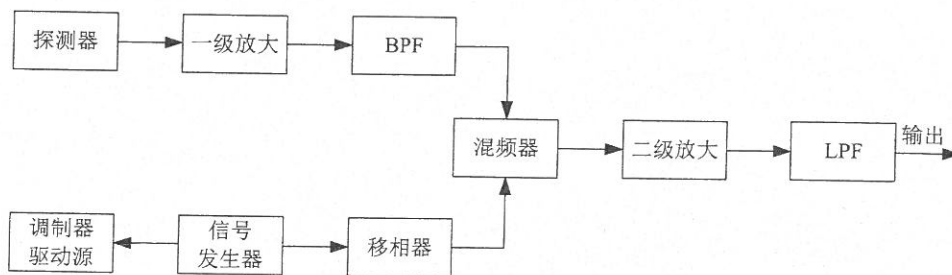 探测器
一级放大
BPF
混频器
二级放大
LPF
输出
调制器
驱动源
信号
发生器
移相器